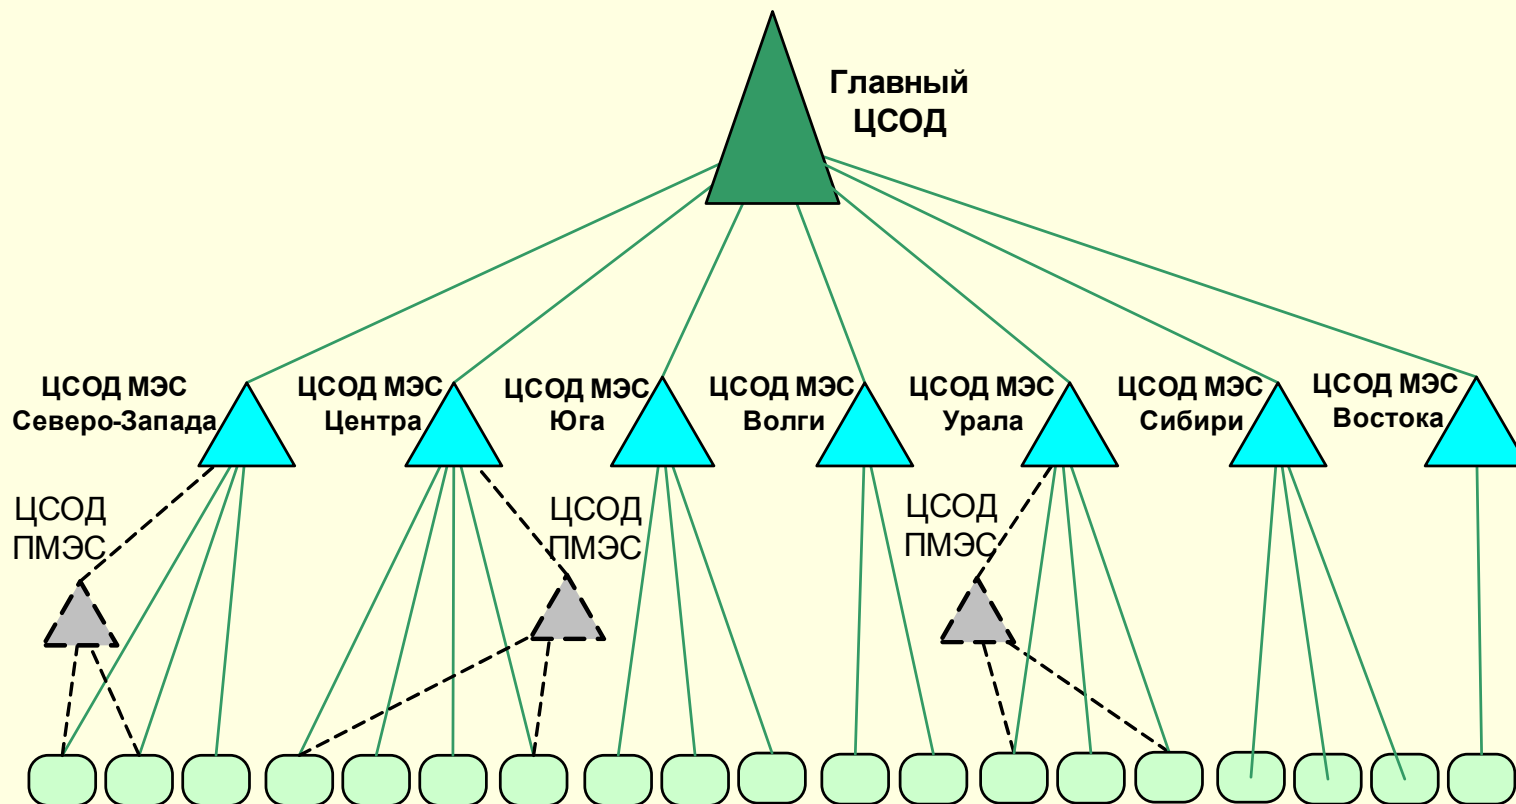 Главный
ЦСОД
ЦСОД МЭС
Северо-Запада
ЦСОД МЭС
Центра
ЦСОД МЭС
Юга
ЦСОД МЭС
Волги
ЦСОД МЭС
Урала
ЦСОД МЭС
Сибири
ЦСОД МЭС
Востока
ЦСОД
ПМЭС
ЦСОД
ПМЭС
ЦСОД
ПМЭС